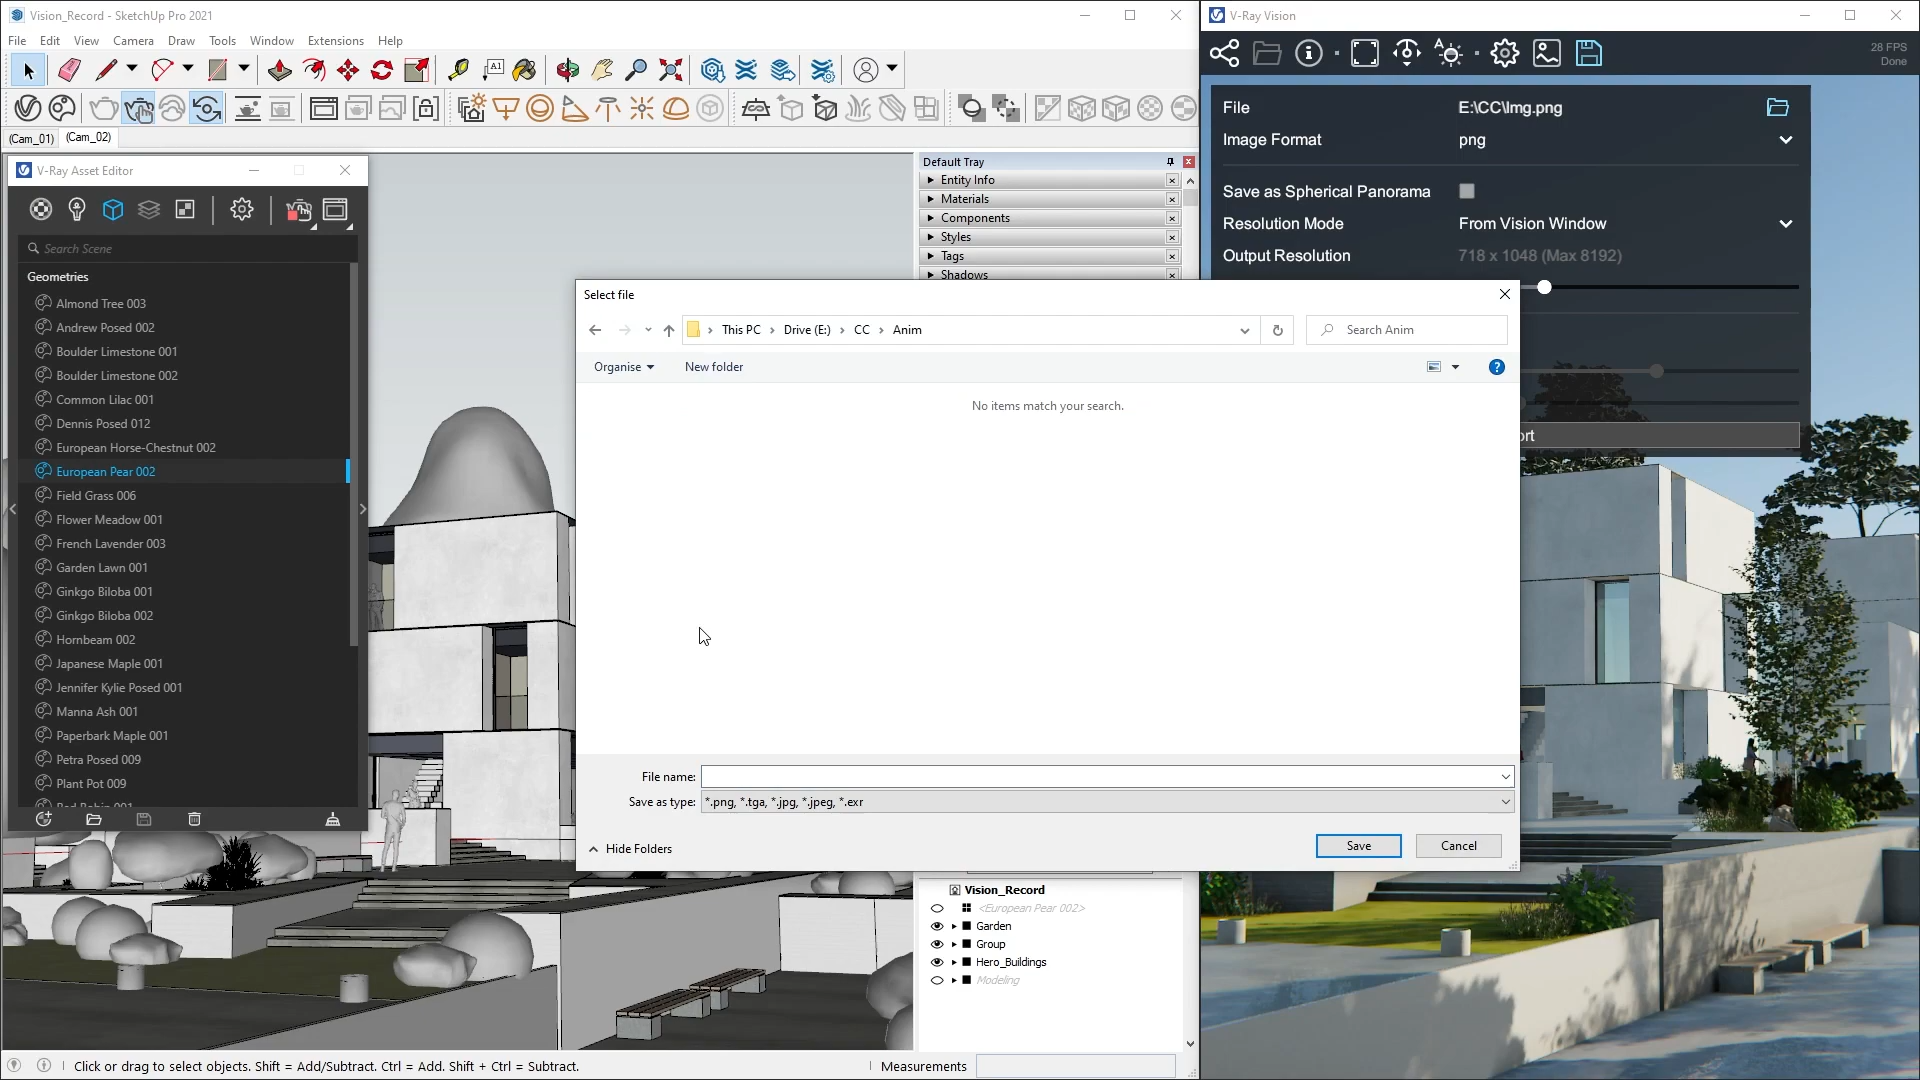 Vision_Record - SketchUp Pro 2021
File Edit View Camera Draw Tools Window Extensions Help
(Cam_01) (Cam_02)
V-Ray Asset Editor
Search Scene
Geometries
Almond Tree 003
Andrew Posed 002
Boulder Limestone 001
Boulder Limestone 002
Common Lilac 001
Dennis Posed 012
European Horse-Chestnut 002
European Pear 002
Field Grass 006
Flower Meadow 001
French Lavender 003
Garden Lawn 001
Ginkgo Biloba 001
Ginkgo Biloba 002
Hornbeam 002
Japanese Maple 001
Jennifer Kylie Posed 001
Manna Ash 001
Paperbark Maple 001
Petra Posed 009
Plant Pot 009
Default Tray
Entity Info
Materials
Components
Styles
Tags
Shadows
Select file
This PC > Drive (E:) > CC > Anim
Search Anim
Organise New folder
No items match your search.
File name:
Save as type: *.png, *.tga, *.jpg, *.jpeg, *.exr
Hide Folders
Save Cancel
Vision_Record
<European Pear 002>
Garden
Group
Hero_Buildings
Modeling
Click or drag to select objects. Shift = Add/Subtract. Ctrl = Add. Shift + Ctrl = Subtract.
Measurements
V-Ray Vision
28 FPS
Done
File E:\CC\Img.png
Image Format png
Save as Spherical Panorama
Resolution Mode From Vision Window
Output Resolution 718 x 1048 (Max 8192)
ort